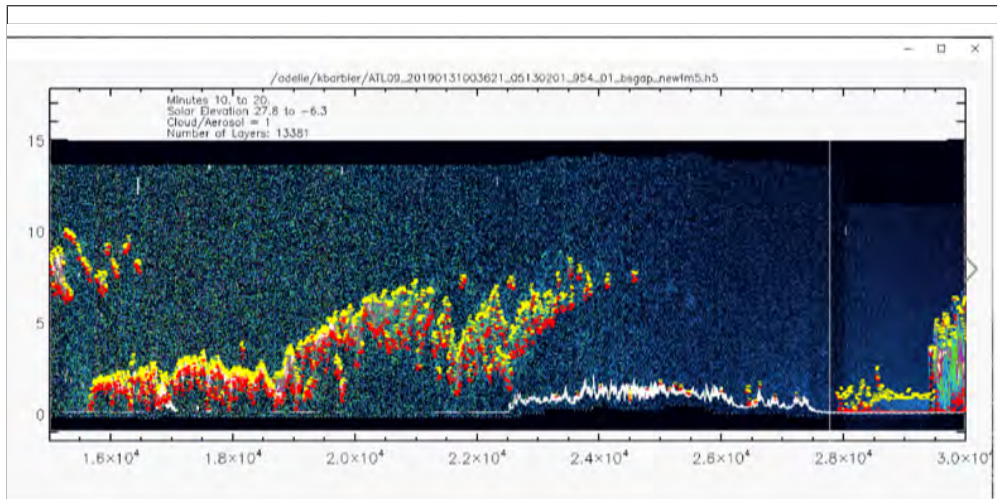 /adelle/kbarbier/ATL09_20190131003621_05130201_954_01_bsgap_newfm5.h5
Minutes 10. to 20.
Solar Elevation 27.8 to −6.3
Cloud/Aerosol = 1
Number of Layers: 13381
15
10
5
0
1.6×10⁴ 1.8×10⁴ 2.0×10⁴ 2.2×10⁴ 2.4×10⁴ 2.6×10⁴ 2.8×10⁴ 3.0×10⁴